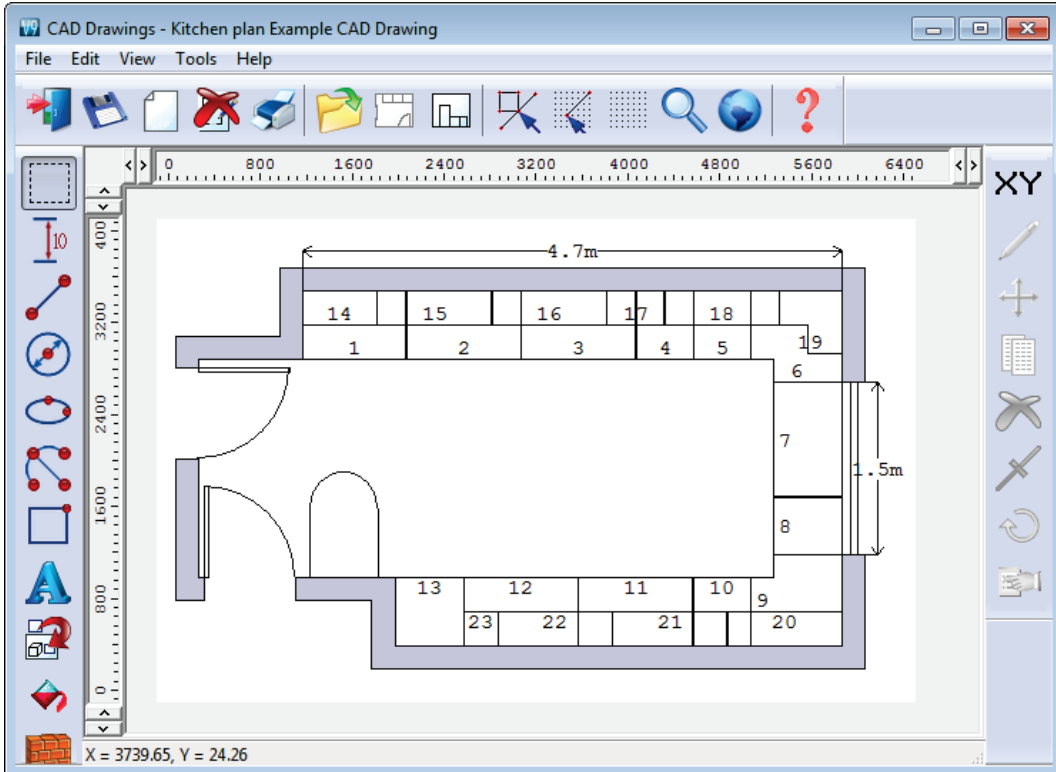 CAD Drawings - Kitchen plan Example CAD Drawing
File Edit View Tools Help
0 800 1600 2400 3200 4000 4800 5600 6400
XY
10
400
3200
2400
1600
800
0
4.7m
14 15 16 17 18
1 2 3 4 5 19
6
7
1.5m
8
13 12 11 10 9
23 22 21 20
A
X = 3739.65, Y = 24.26